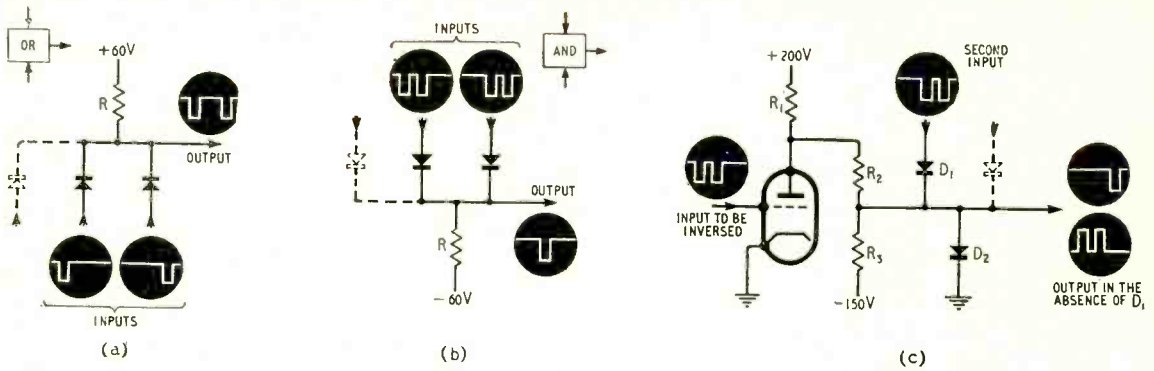 OR
+60V
R
OUTPUT
INPUTS
(a)
INPUTS
AND
OUTPUT
R
-60V
(b)
+200V
R1
SECOND
INPUT
INPUT TO BE
INVERSED
R2
D1
R3
D2
-150V
OUTPUT IN THE
ABSENCE OF D1
(c)